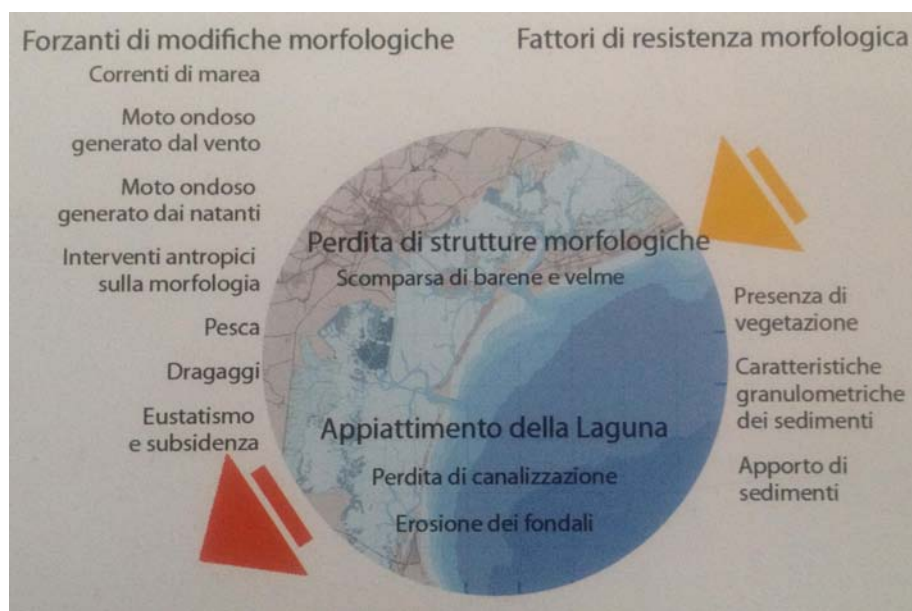 Forzanti di modifiche morfologiche
Correnti di marea
Moto ondoso
generato dal vento
Moto ondoso
generato dai natanti
Interventi antropici
sulla morfologia
Pesca
Dragaggi
Eustatismo
e subsidenza
Perdita di strutture morfologiche
Scomparsa di barene e velme
Appiattimento della Laguna
Perdita di canalizzazione
Erosione dei fondali
Fattori di resistenza morfologica
Presenza di
vegetazione
Caratteristiche
granulometriche
dei sedimenti
Apporto di
sedimenti